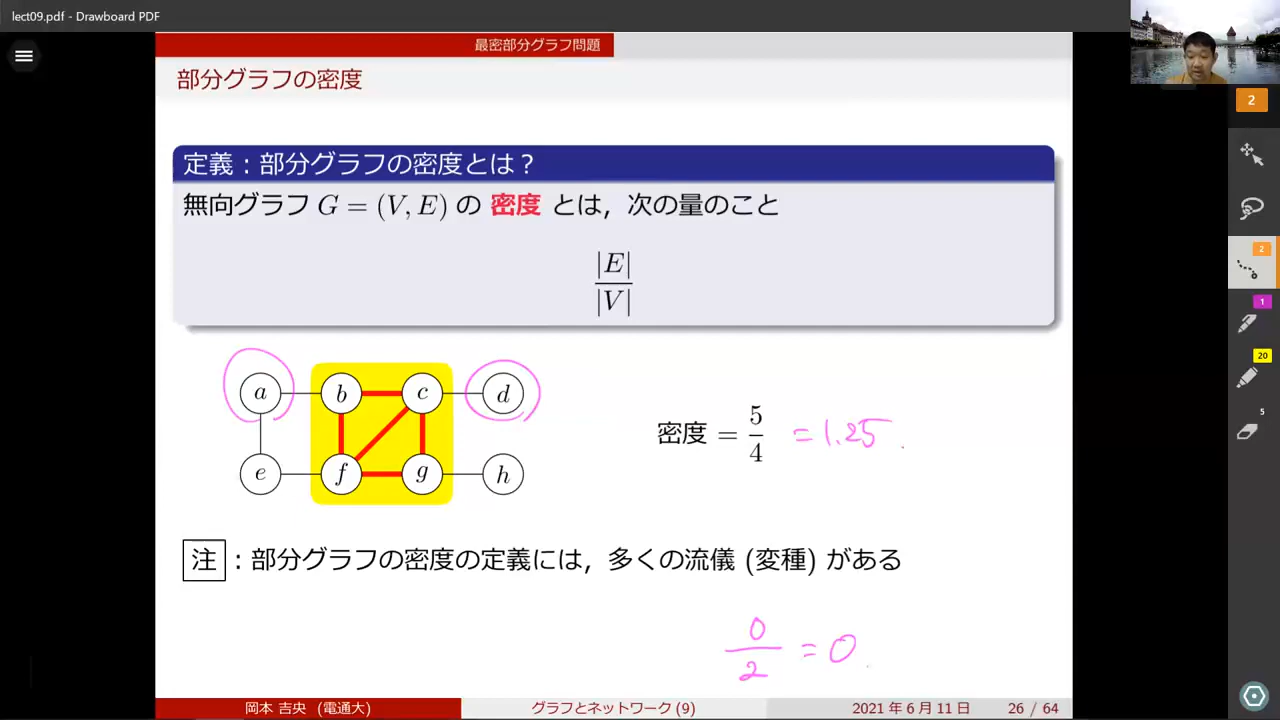 lect09.pdf - Drawboard PDF
最密部分グラフ問題
部分グラフの密度
2
定義:部分グラフの密度とは?
無向グラフ G = (V, E) の 密度 とは, 次の量のこと
|E|
|V|
2
1
20
5
a b c d
e f g h
密度 = 5/4 = 1.25
注 : 部分グラフの密度の定義には, 多くの流儀 (変種) がある
0/2 = 0
岡本 吉央 (電通大) グラフとネットワーク (9) 2021 年 6 月 11 日 26 / 64